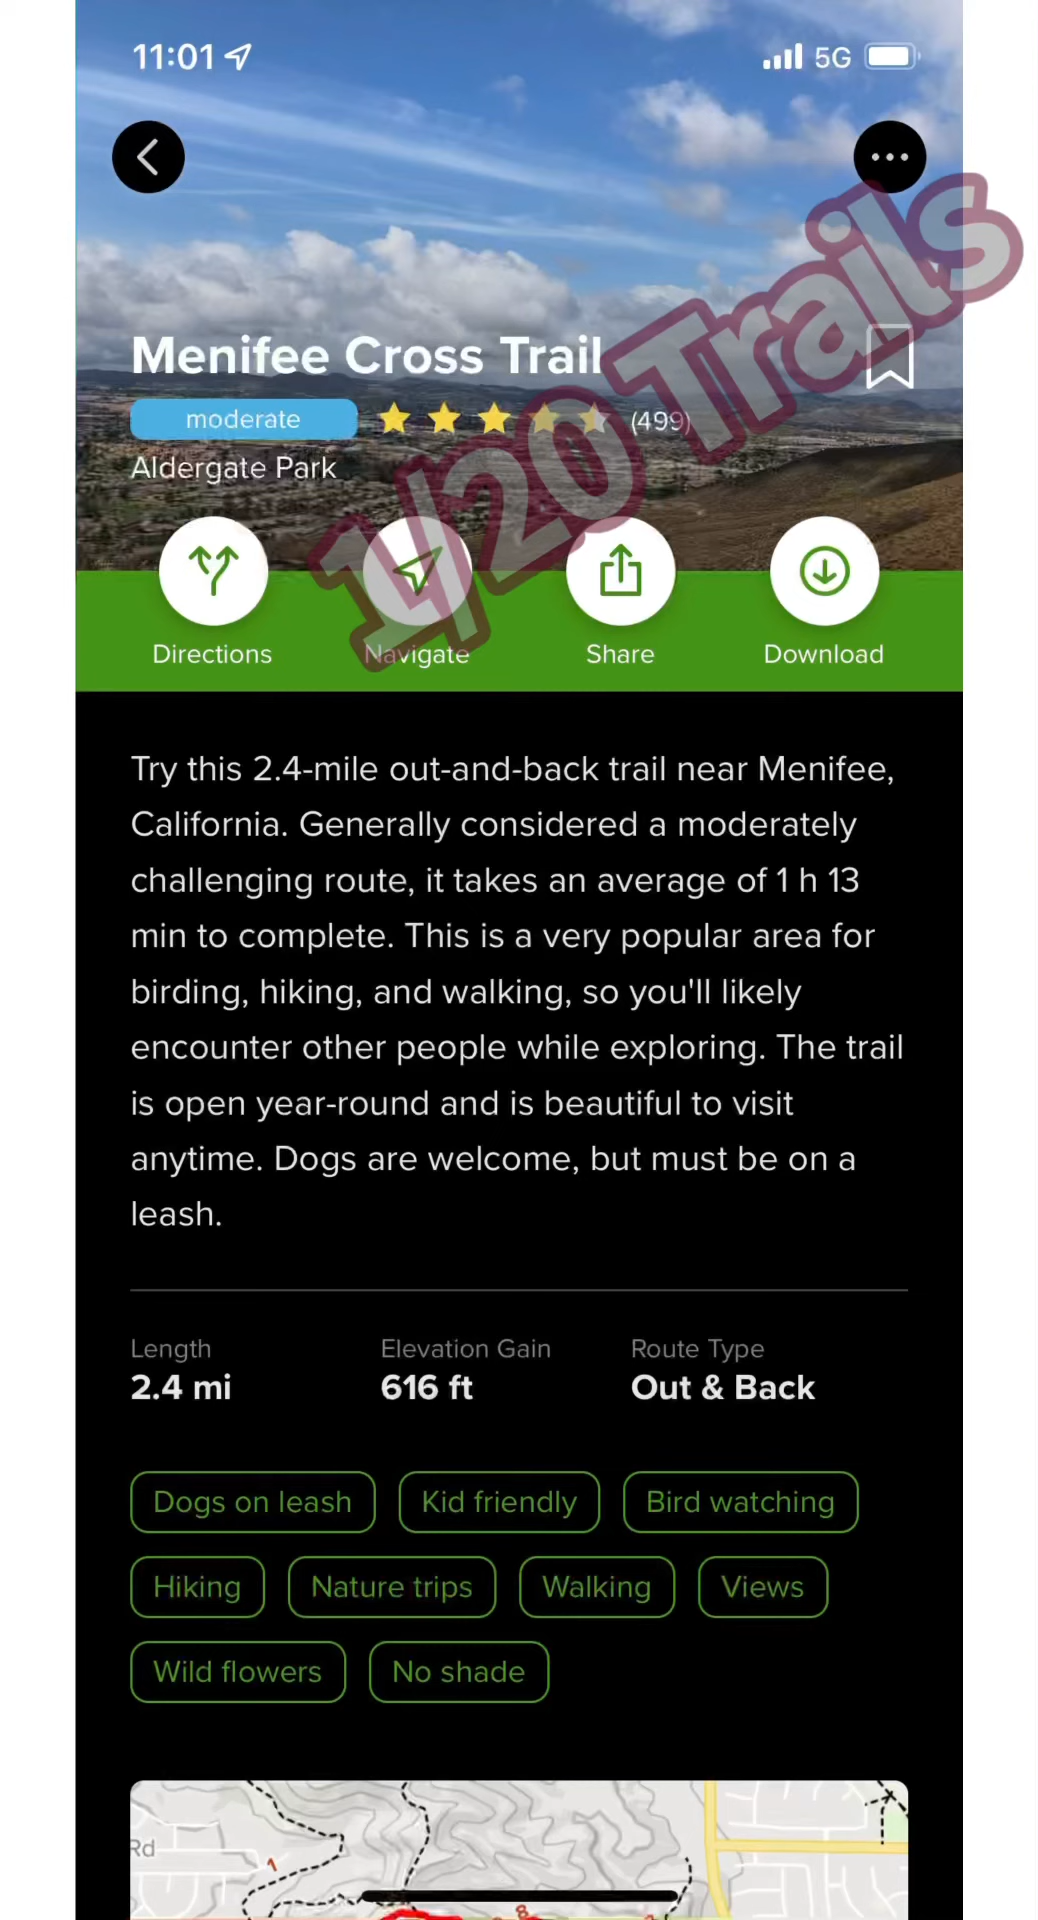 11:01
5G
1/20 Trails
Menifee Cross Trail
moderate
(499)
Aldergate Park
Directions
Navigate
Share
Download
Try this 2.4-mile out-and-back trail near Menifee,
California. Generally considered a moderately
challenging route, it takes an average of 1 h 13
min to complete. This is a very popular area for
birding, hiking, and walking, so you'll likely
encounter other people while exploring. The trail
is open year-round and is beautiful to visit
anytime. Dogs are welcome, but must be on a
leash.
Length Elevation Gain Route Type
2.4 mi 616 ft Out & Back
Dogs on leash Kid friendly Bird watching
Hiking Nature trips Walking Views
Wild flowers No shade
Rd
1
8